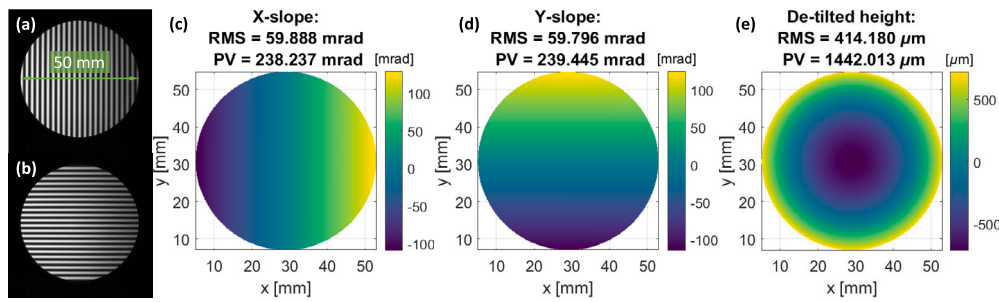 (a)
50 mm
(b)
(c)
X-slope:
RMS = 59.888 mrad
PV = 238.237 mrad
[mrad]
50
40
30
20
10
y [mm]
10 20 30 40 50
x [mm]
100
50
0
-50
-100
(d)
Y-slope:
RMS = 59.796 mrad
PV = 239.445 mrad
[mrad]
50
40
30
20
10
y [mm]
10 20 30 40 50
x [mm]
100
50
0
-50
-100
(e)
De-tilted height:
RMS = 414.180 µm
PV = 1442.013 µm
[µm]
50
40
30
20
10
y [mm]
10 20 30 40 50
x [mm]
500
0
-500